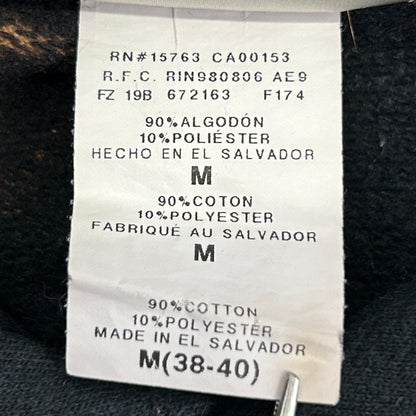 RN#15763 CA00153
R.F.C. RIN980806 AE9
FZ 19B 672163 F174
90%ALGODÓN
10%POLIÉSTER
HECHO EN EL SALVADOR
M
90%COTON
10%POLYESTER
FABRIQUÉ AU SALVADOR
M
90%COTTON
10%POLYESTER
MADE IN EL SALVADOR
M(38-40)